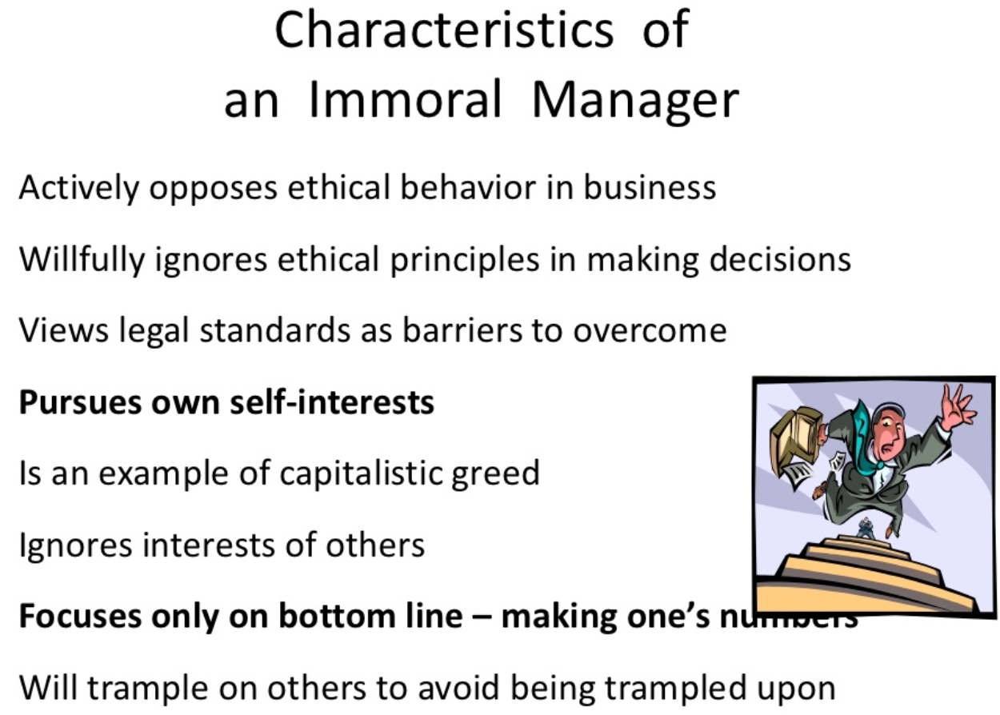 Characteristics of
an Immoral Manager
Actively opposes ethical behavior in business
Willfully ignores ethical principles in making decisions
Views legal standards as barriers to overcome
Pursues own self-interests
Is an example of capitalistic greed
Ignores interests of others
Focuses only on bottom line – making one’s numbers
Will trample on others to avoid being trampled upon